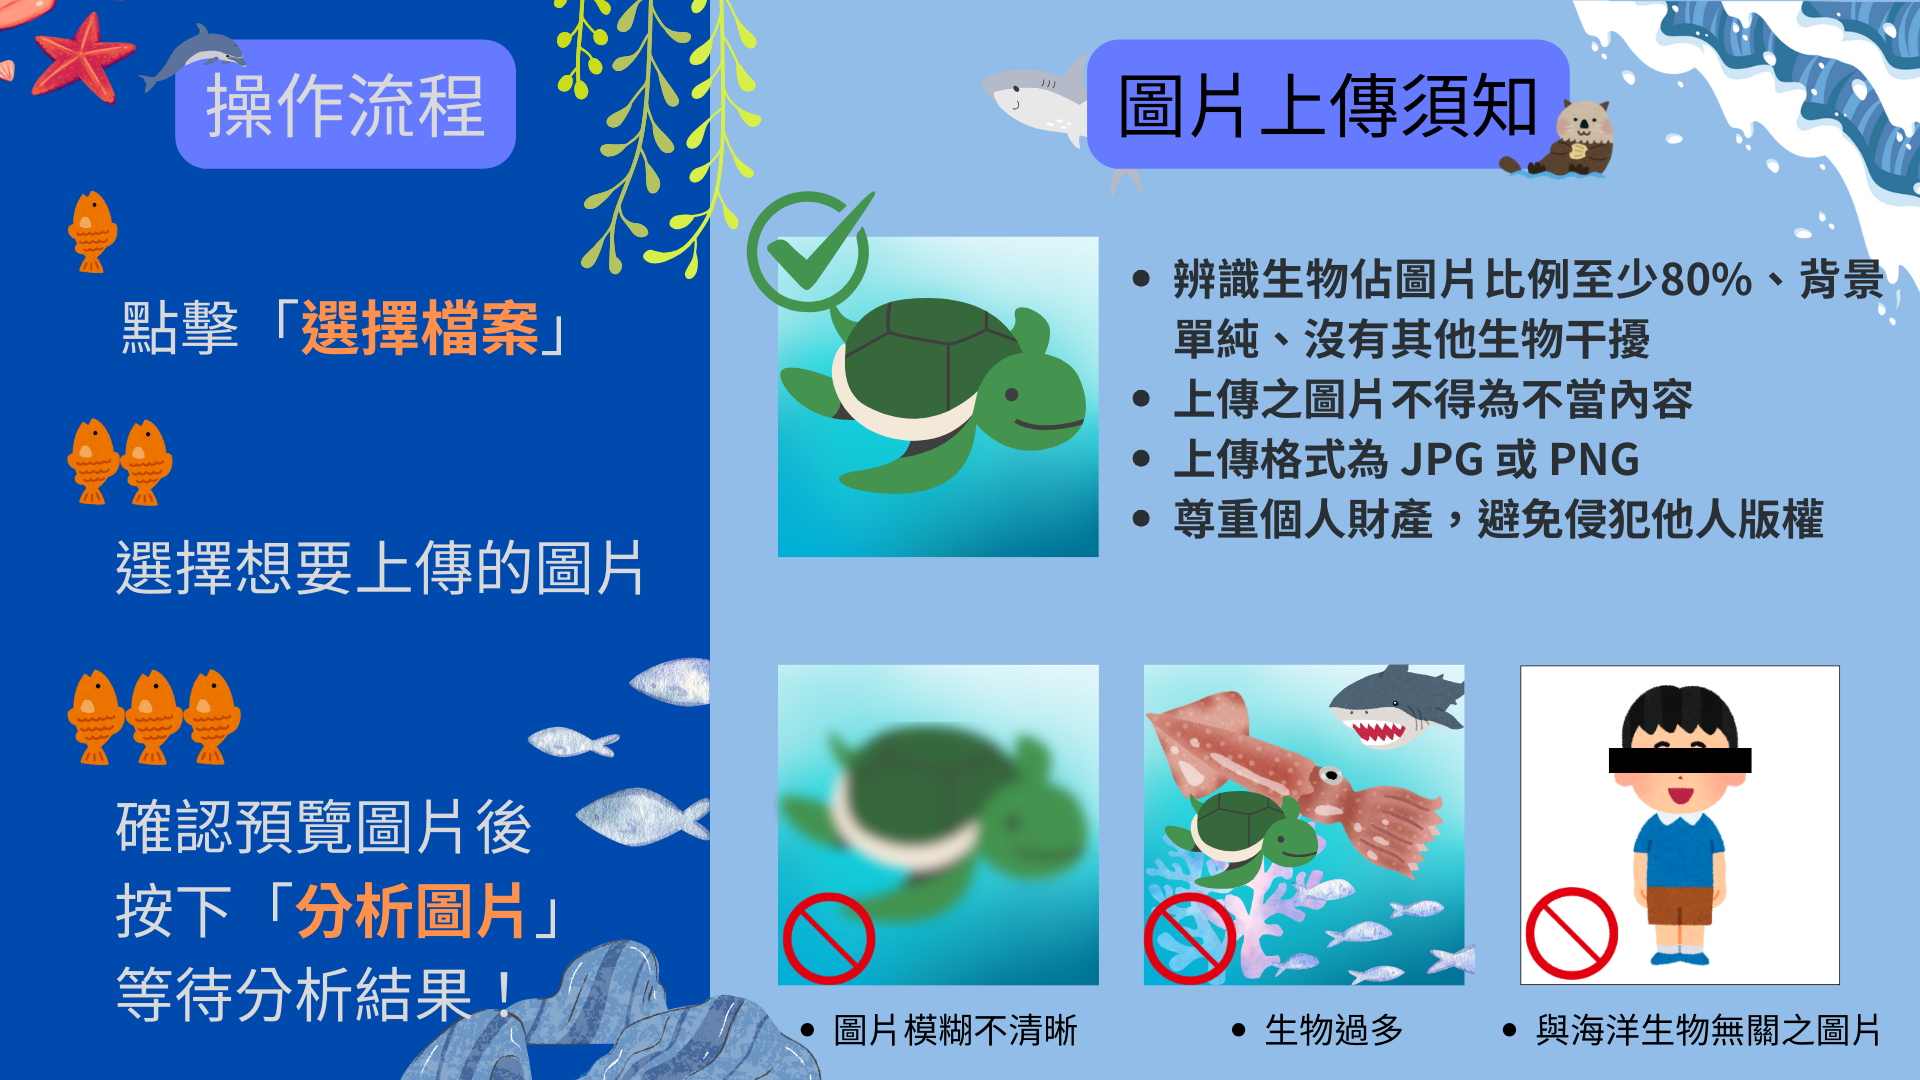 操作流程
點擊「選擇檔案」
選擇想要上傳的圖片
確認預覽圖片後
按下「分析圖片」
等待分析結果！
圖片上傳須知
• 辨識生物佔圖片比例至少80%、背景
單純、沒有其他生物干擾
• 上傳之圖片不得為不當內容
• 上傳格式為 JPG 或 PNG
• 尊重個人財產，避免侵犯他人版權
• 圖片模糊不清晰
• 生物過多
• 與海洋生物無關之圖片